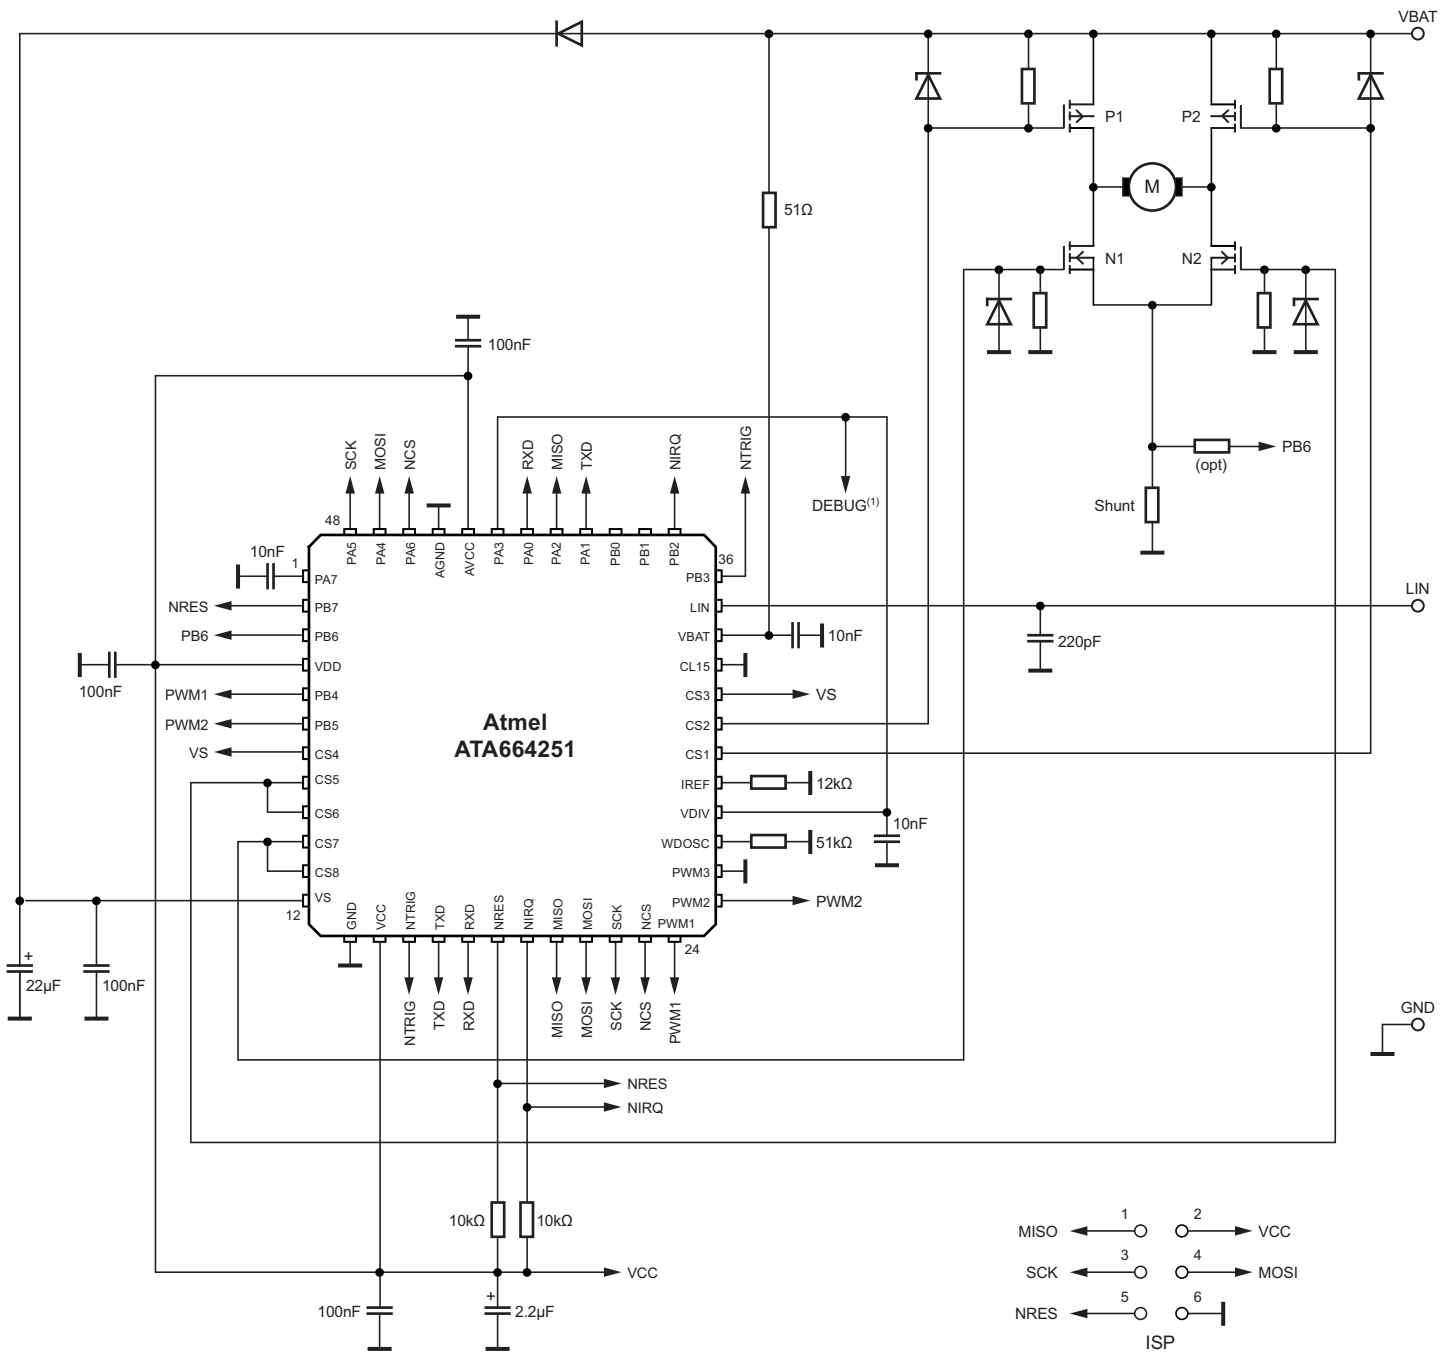 VBAT
P1
P2
M
51Ω
N1
N2
100nF
SCK
MOSI
NCS
RXD
MISO
TXD
NIRQ
NTRIG
DEBUG(1)
PB6
(opt)
Shunt
48
PA5
PA4
PA6
AGND
AVCC
PA3
PA0
PA2
PA1
PB0
PB1
PB2
36
10nF
1
PA7
PB3
NRES
PB7
LIN
LIN
PB6
PB6
VBAT
10nF
220pF
100nF
VDD
CL15
PWM1
PB4
CS3
VS
PWM2
PB5
CS2
Atmel
ATA664251
VS
CS4
CS1
CS5
IREF
12kΩ
CS6
VDIV
10nF
CS7
WDOSC
51kΩ
CS8
PWM3
VS
12
PWM2
PWM2
GND
VCC
NTRIG
TXD
RXD
NRES
NIRQ
MISO
MOSI
SCK
NCS
PWM1
24
+
22µF
100nF
NTRIG
TXD
RXD
MISO
MOSI
SCK
NCS
PWM1
GND
NRES
NIRQ
10kΩ
10kΩ
VCC
100nF
+
2.2µF
MISO
1
2
VCC
SCK
3
4
MOSI
NRES
5
6
ISP